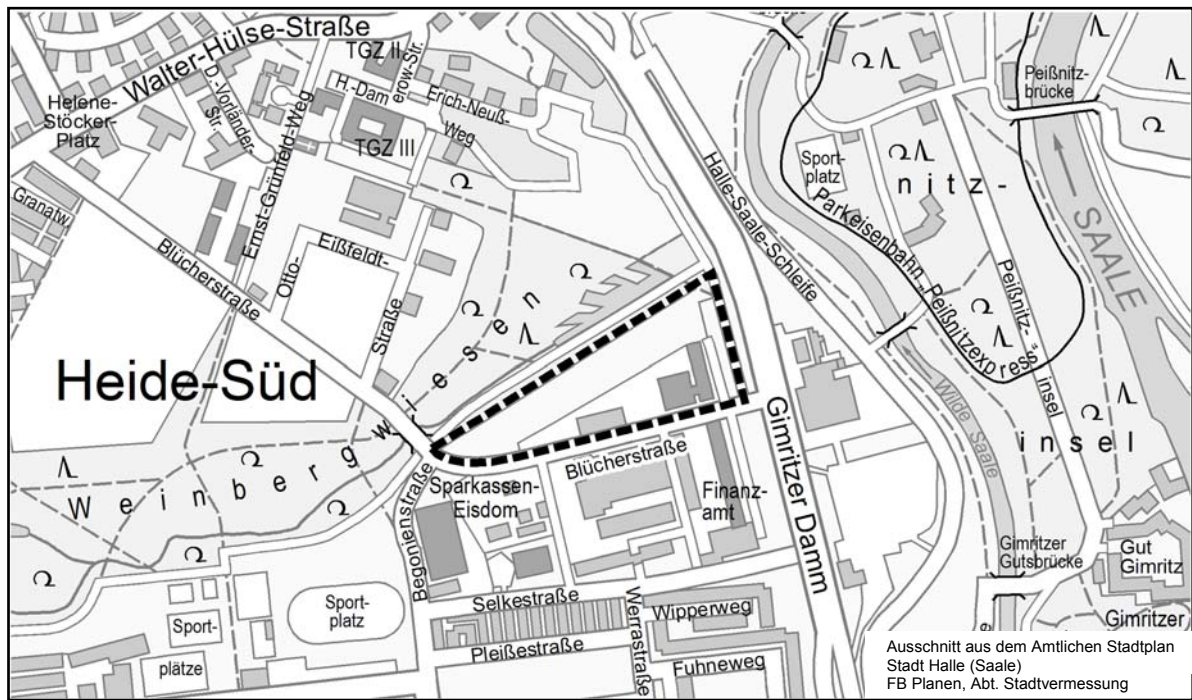 Walter-Hülse-Straße
TGZ II
D.-Vorländer-
Str.
H.-Dam
erow-Str.
Erich-Neuß-
Weg
Helene-
Stöcker-
Platz
Ernst-Grünfeld-Weg
TGZ III
Granatw.
Blücherstraße
Otto-
Eißfeldt-
Straße
Heide-Süd
Weinberg
wiesen
Halle-Saale-Schleife
Sport-
platz
Parkeisenbahn „Peißnitzexpress“
Peißnitz-
brücke
nitz-
insel
Peißnitz-
insel
SAALE
Wilde Saale
Gimritzer Damm
Blücherstraße
Sparkassen-
Eisdom
Finanz-
amt
Begonienstraße
Sport-
platz
Sport-
plätze
Selkestraße
Pleißestraße
Werrastraße
Wipperweg
Fuhneweg
Gimritzer
Gutsbrücke
Gut
Gimritz
Gimritzer
Ausschnitt aus dem Amtlichen Stadtplan
Stadt Halle (Saale)
FB Planen, Abt. Stadtvermessung